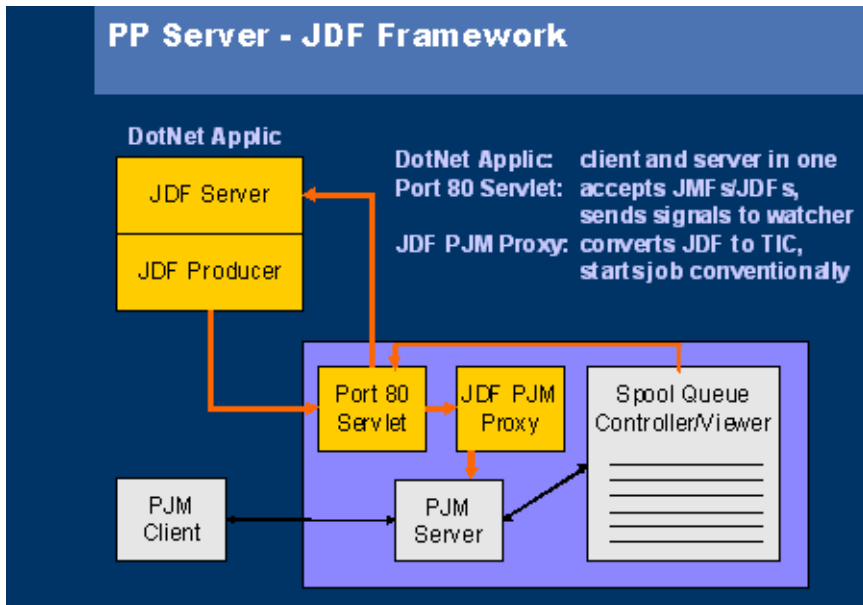 PP Server - JDF Framework
DotNet Applic
JDF Server
JDF Producer
DotNet Applic: client and server in one
Port 80 Servlet: accepts JMFs/JDFs,
sends signals to watcher
JDF PJM Proxy: converts JDF to TIC,
starts job conventionally
Port 80
Servlet
JDF PJM
Proxy
Spool Queue
Controller/Viewer
PJM
Client
PJM
Server